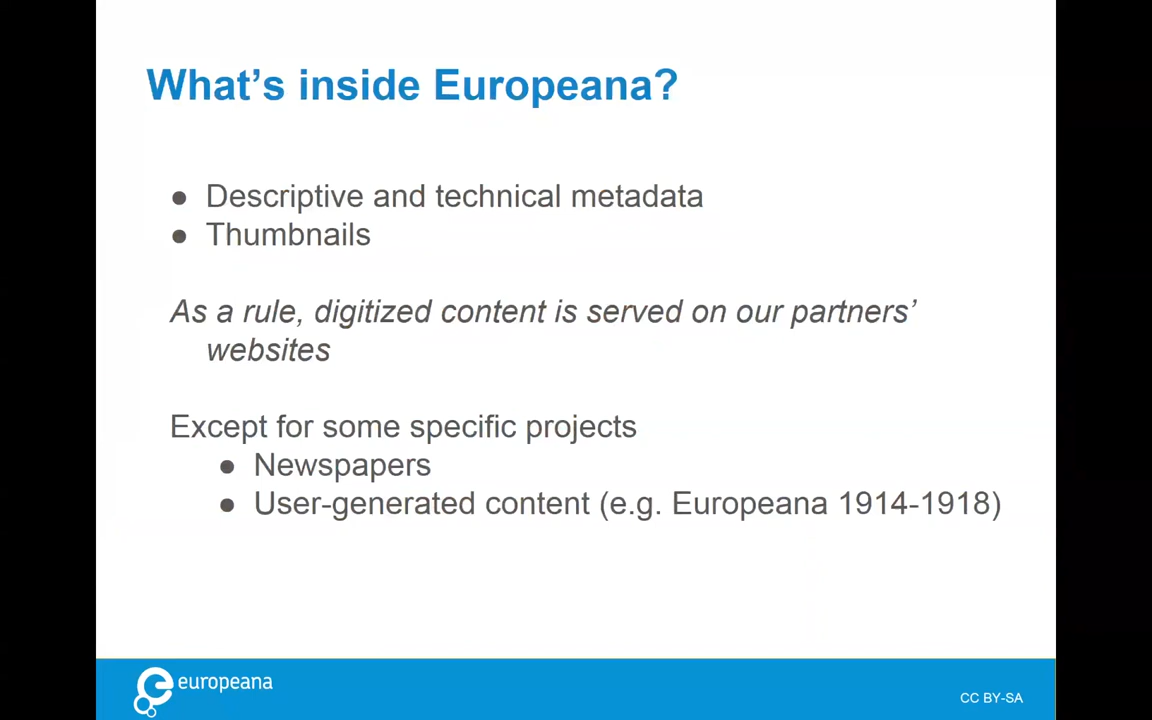 What's inside Europeana?
● Descriptive and technical metadata
● Thumbnails
As a rule, digitized content is served on our partners'
websites
Except for some specific projects
● Newspapers
● User-generated content (e.g. Europeana 1914-1918)
europeana
CC BY-SA